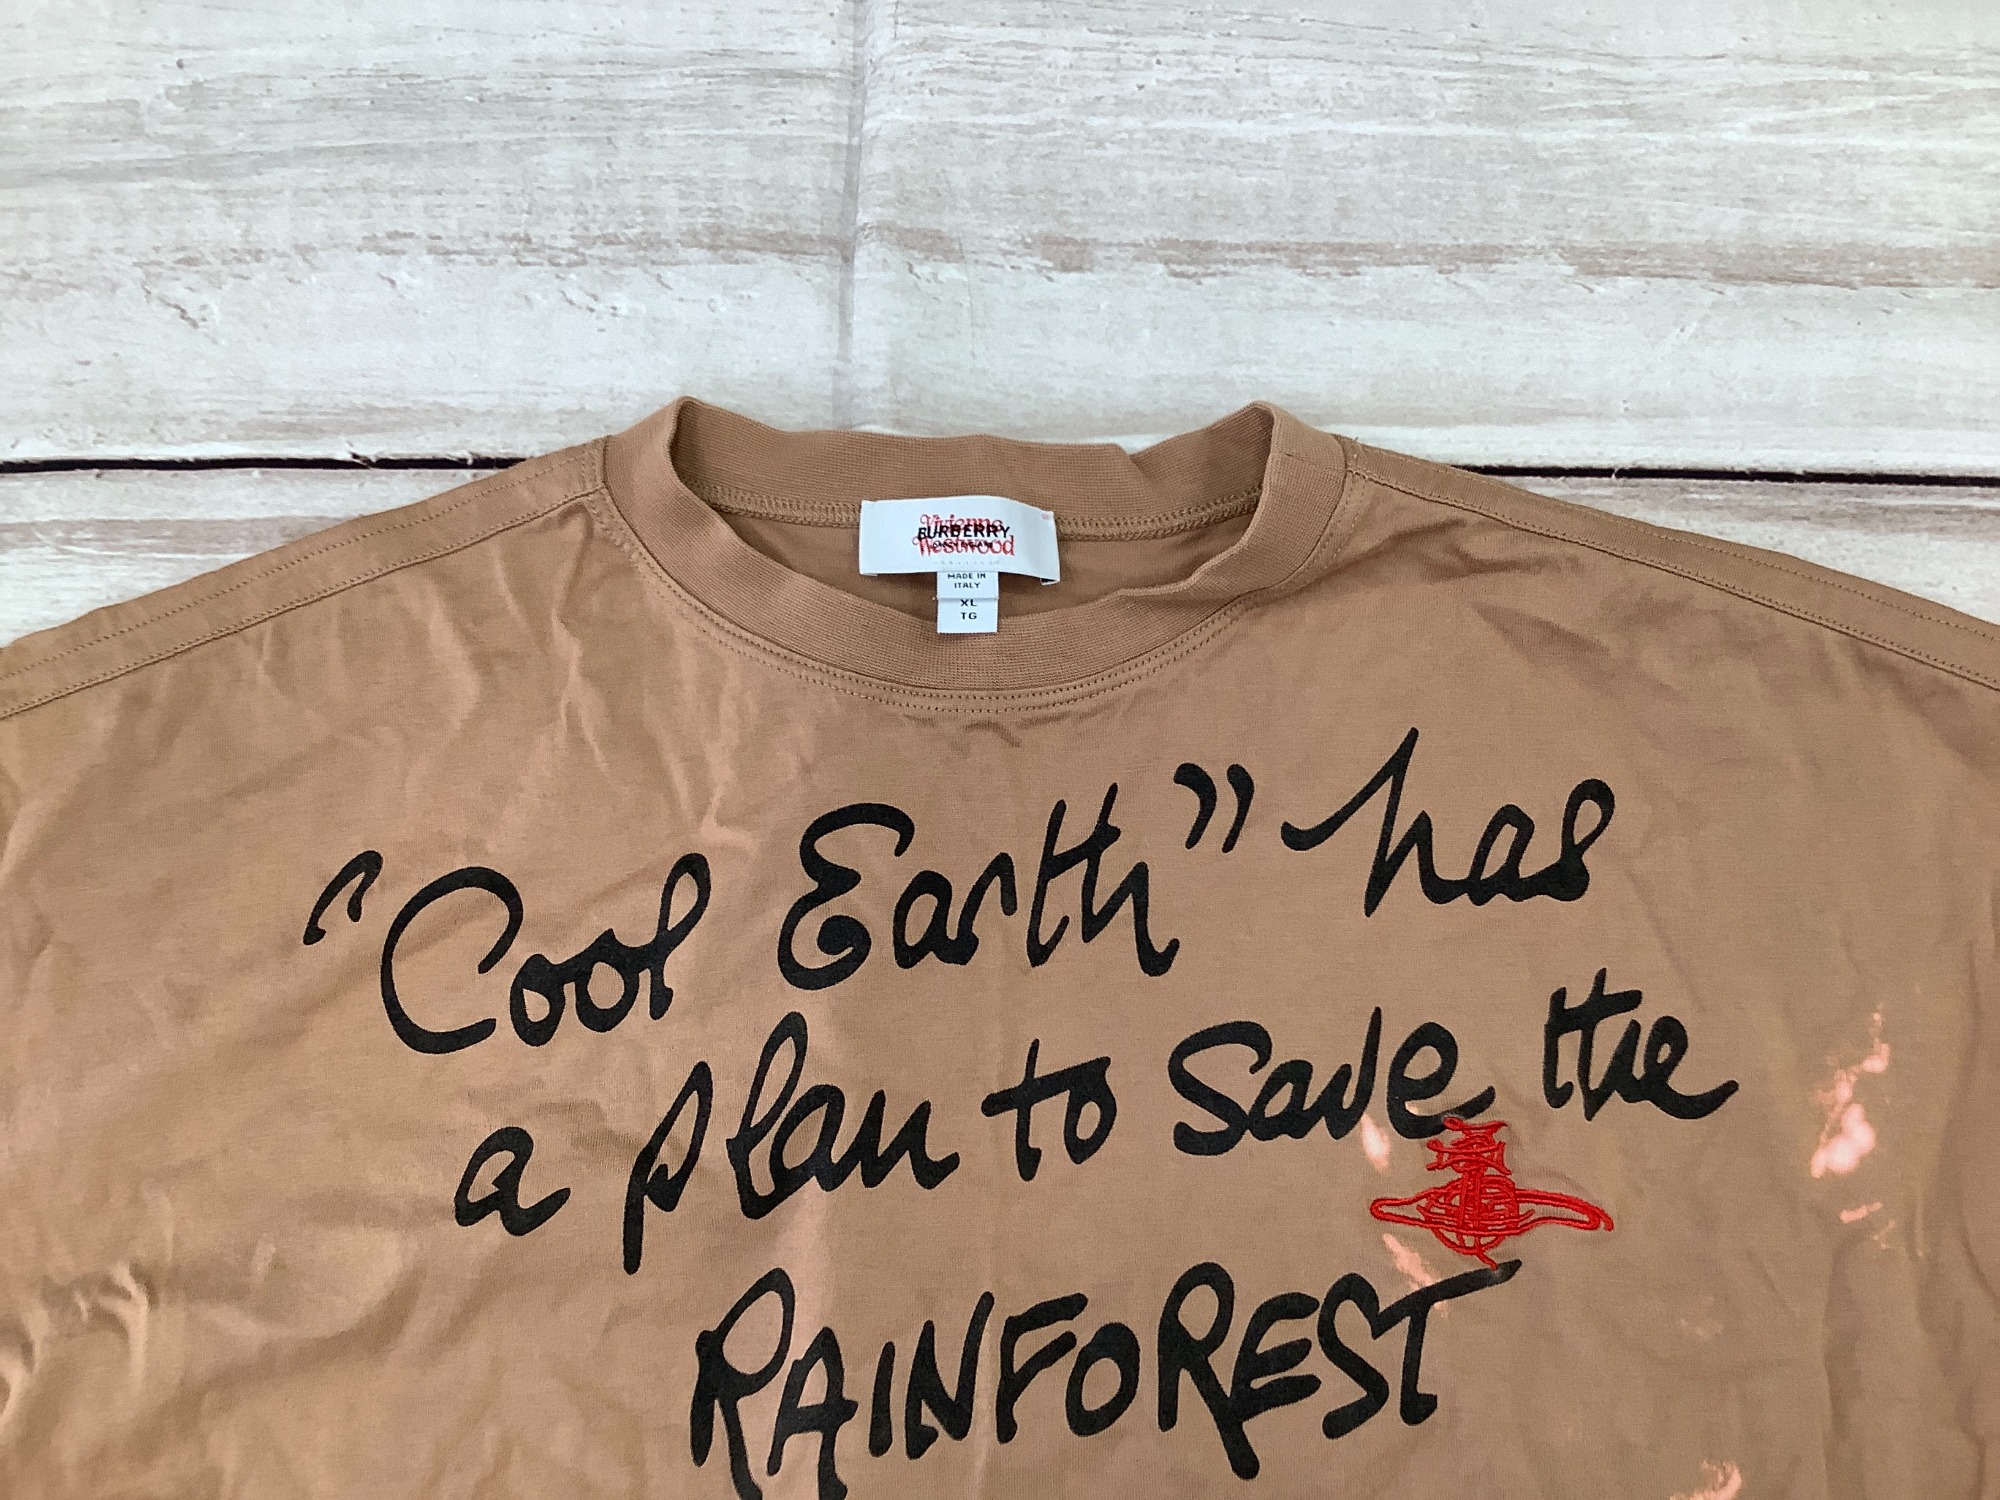 Vivienne
BURBERRY
Westwood
MADE IN
ITALY
XL
TG
“Cool Earth” has
a plan to save the
RAINFOREST